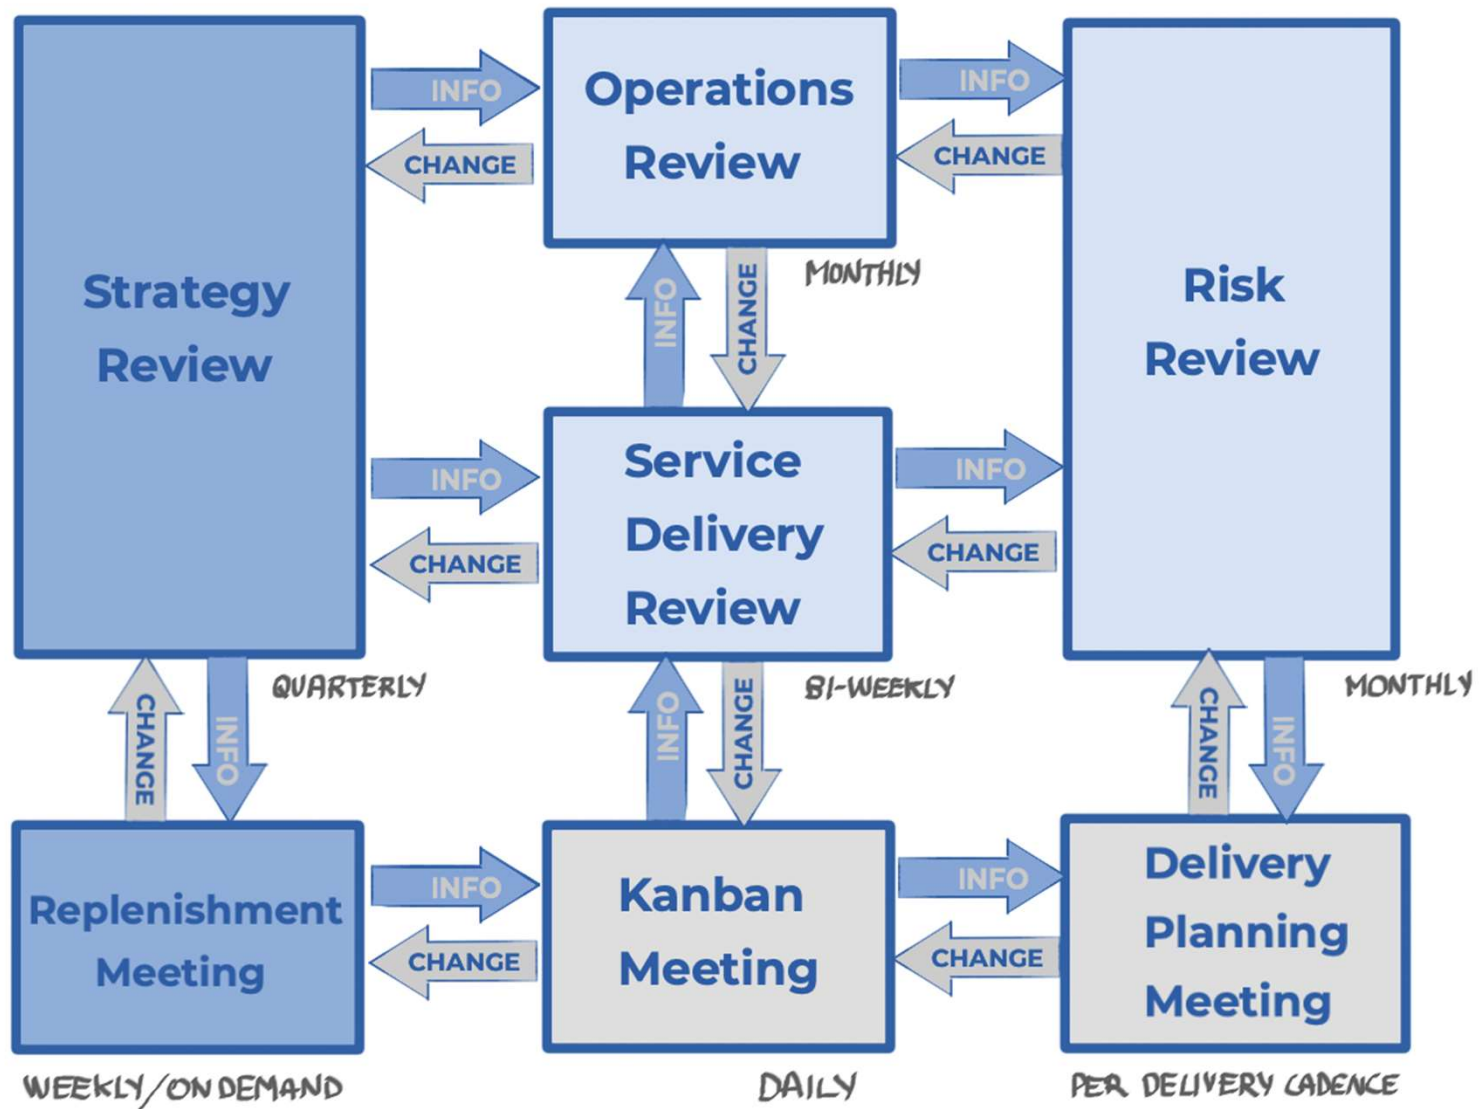 Strategy
Review
QUARTERLY
INFO
CHANGE
Operations
Review
MONTHLY
INFO
CHANGE
INFO
CHANGE
INFO
CHANGE
Service
Delivery
Review
BI-WEEKLY
INFO
CHANGE
Risk
Review
MONTHLY
INFO
CHANGE
CHANGE
INFO
INFO
CHANGE
CHANGE
INFO
Replenishment
Meeting
WEEKLY/ON DEMAND
INFO
CHANGE
Kanban
Meeting
DAILY
INFO
CHANGE
Delivery
Planning
Meeting
PER DELIVERY CADENCE